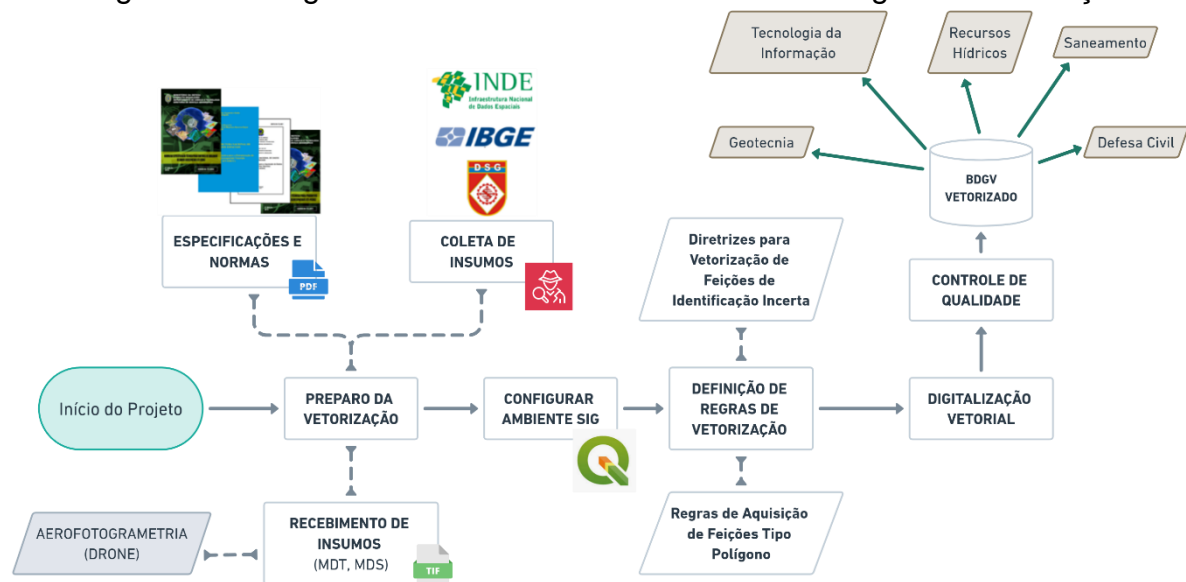 Tecnologia da
Informação
Recursos
Hídricos
Saneamento
Geotecnia
Defesa Civil
BDGV
VETORIZADO
INDE
Infraestrutura Nacional
de Dados Espaciais
IBGE
DSG
ESPECIFICAÇÕES E
NORMAS
PDF
COLETA DE
INSUMOS
Diretrizes para
Vetorização de
Feições de
Identificação Incerta
CONTROLE DE
QUALIDADE
Início do Projeto
PREPARO DA
VETORIZAÇÃO
CONFIGURAR
AMBIENTE SIG
DEFINIÇÃO DE
REGRAS DE
VETORIZAÇÃO
DIGITALIZAÇÃO
VETORIAL
AEROFOTOGRAMETRIA
(DRONE)
RECEBIMENTO DE
INSUMOS
(MDT, MDS)
TIF
Regras de Aquisição
de Feições Tipo
Polígono